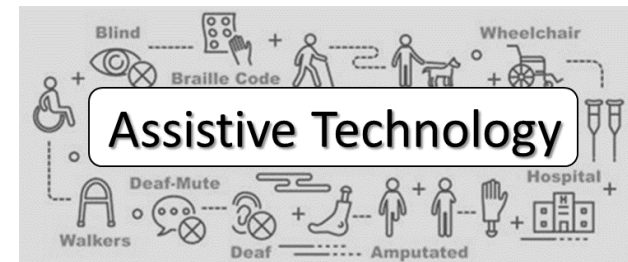 Blind
Wheelchair
Braille Code
Assistive Technology
Deaf-Mute
Hospital
H
Walkers
Deaf
Amputated